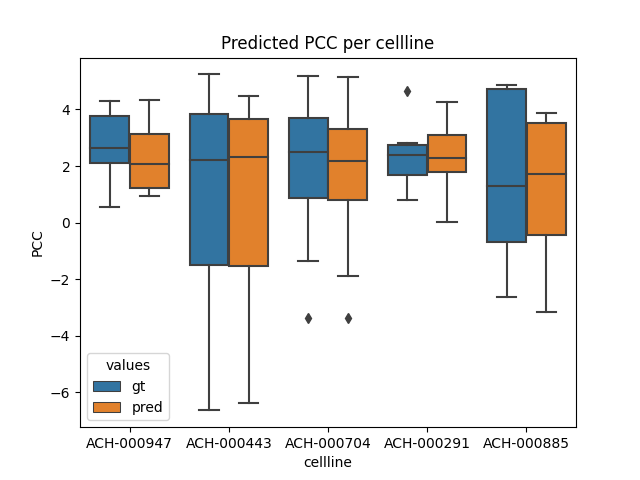 Predicted PCC per cellline
PCC
4
2
0
−2
−4
−6
values
gt
pred
ACH-000947 ACH-000443 ACH-000704 ACH-000291 ACH-000885
cellline